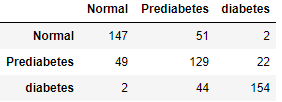 Normal Prediabetes diabetes
Normal 147 51 2
Prediabetes 49 129 22
diabetes 2 44 154